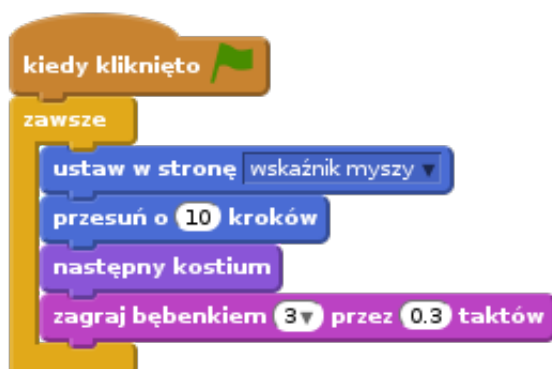 kiedy kliknięto
zawsze
ustaw w stronę wskaźnik myszy
przesuń o 10 kroków
następny kostium
zagraj bębenkiem 3 przez 0.3 taktów